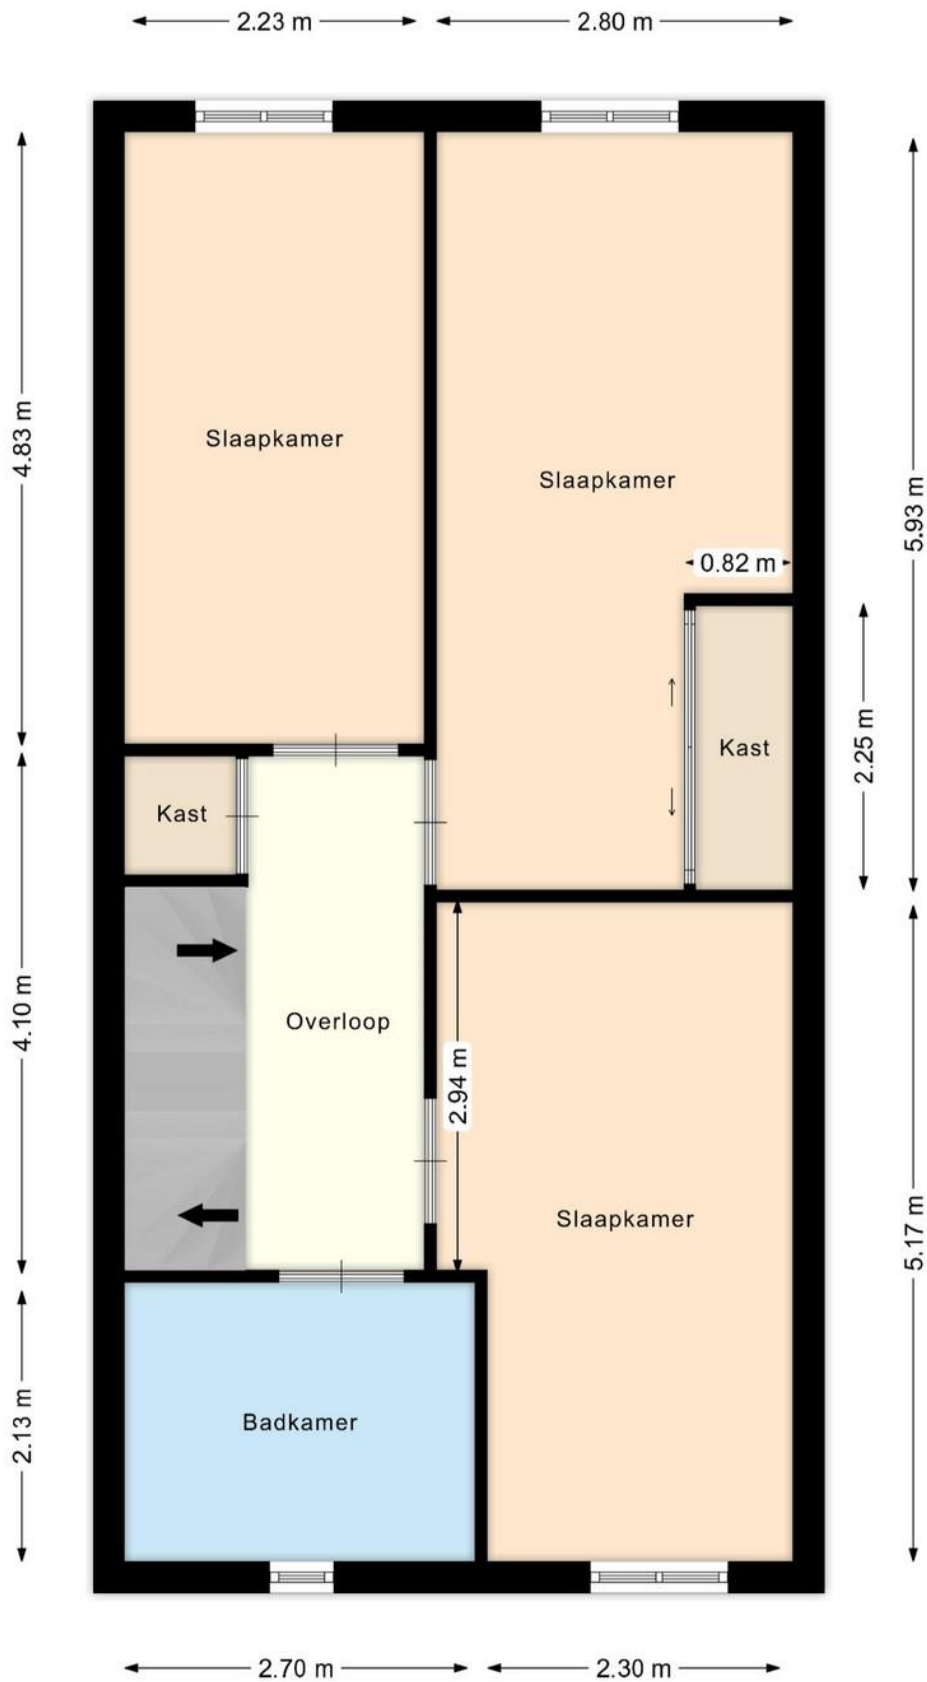 2.23 m
2.80 m
4.83 m
Slaapkamer
Slaapkamer
5.93 m
0.82 m
2.25 m
Kast
Kast
4.10 m
Overloop
2.94 m
Slaapkamer
5.17 m
2.13 m
Badkamer
2.70 m
2.30 m